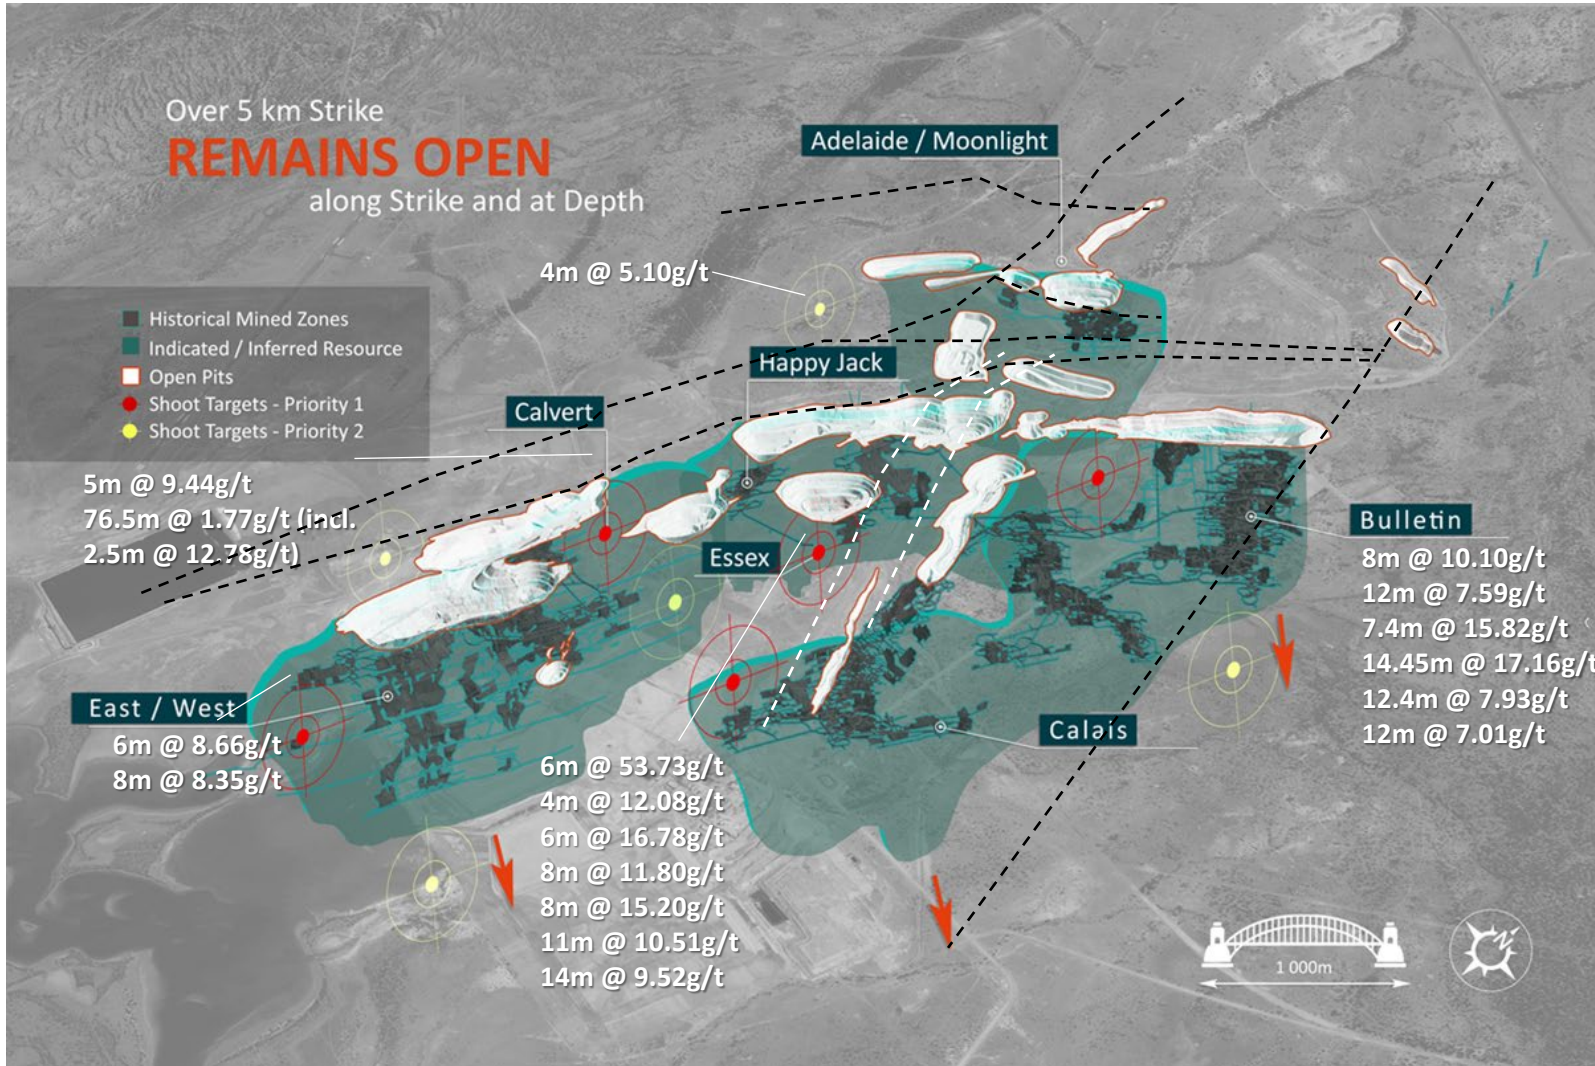 Over 5 km Strike
REMAINS OPEN
along Strike and at Depth
Adelaide / Moonlight
4m @ 5.10g/t
Historical Mined Zones
Indicated / Inferred Resource
Open Pits
Shoot Targets - Priority 1
Shoot Targets - Priority 2
Happy Jack
Calvert
5m @ 9.44g/t
76.5m @ 1.77g/t (incl.
2.5m @ 12.78g/t)
Essex
Bulletin
8m @ 10.10g/t
12m @ 7.59g/t
7.4m @ 15.82g/t
14.45m @ 17.16g/t
12.4m @ 7.93g/t
12m @ 7.01g/t
East / West
6m @ 8.66g/t
8m @ 8.35g/t
Calais
6m @ 53.73g/t
4m @ 12.08g/t
6m @ 16.78g/t
8m @ 11.80g/t
8m @ 15.20g/t
11m @ 10.51g/t
14m @ 9.52g/t
1 000m
N